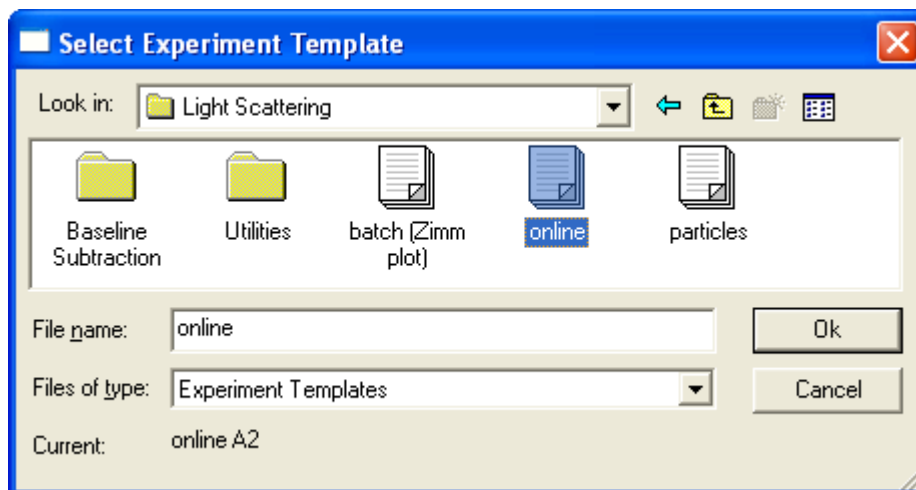 Select Experiment Template
Look in: Light Scattering
Baseline Subtraction
Utilities
batch (Zimm plot)
online
particles
File name: online
Ok
Files of type: Experiment Templates
Cancel
Current: online A2